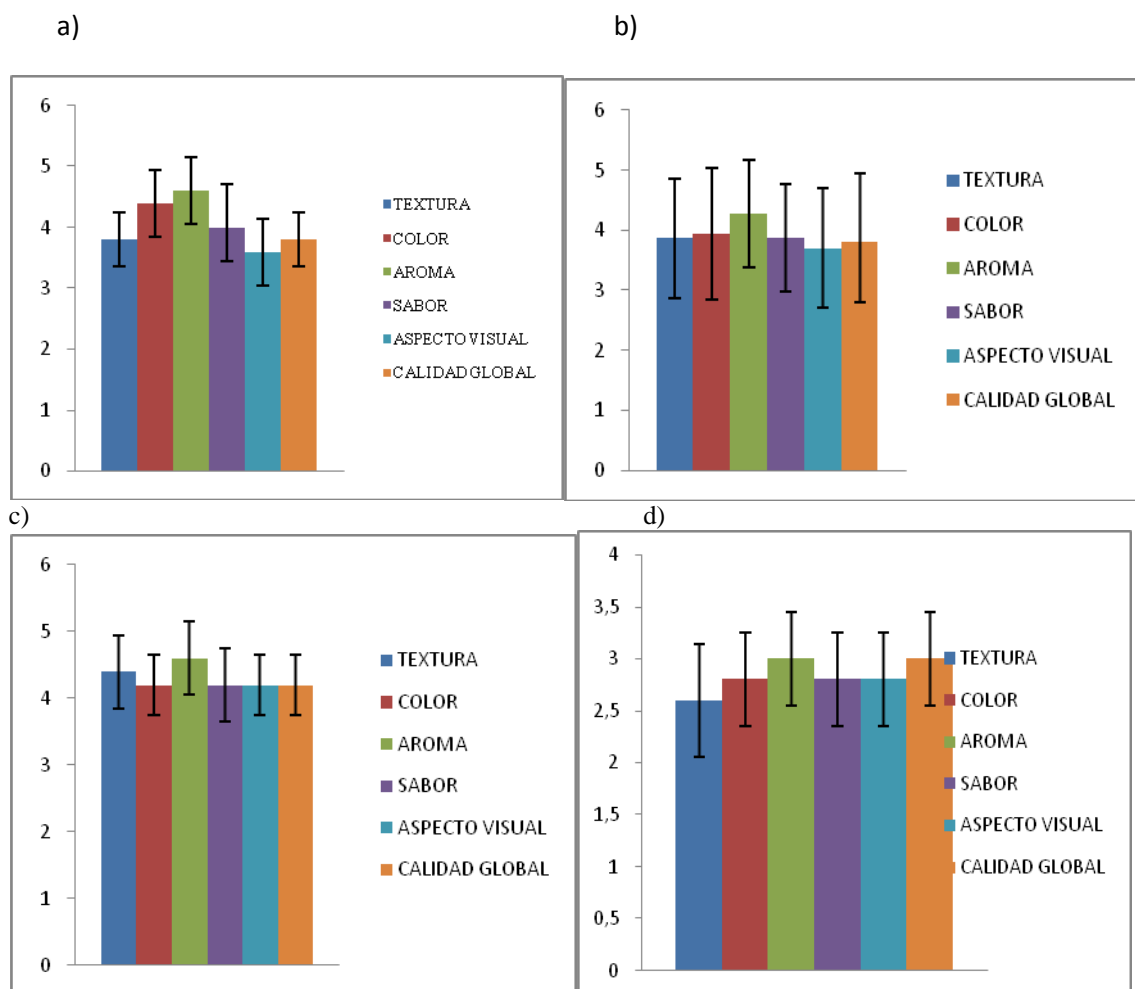 a)
b)
6
5
4
3
2
1
0
TEXTURA
COLOR
AROMA
SABOR
ASPECTO VISUAL
CALIDAD GLOBAL
6
5
4
3
2
1
0
TEXTURA
COLOR
AROMA
SABOR
ASPECTO VISUAL
CALIDAD GLOBAL
c)
d)
6
5
4
3
2
1
0
TEXTURA
COLOR
AROMA
SABOR
ASPECTO VISUAL
CALIDAD GLOBAL
4
3,5
3
2,5
2
1,5
1
0,5
0
TEXTURA
COLOR
AROMA
SABOR
ASPECTO VISUAL
CALIDAD GLOBAL